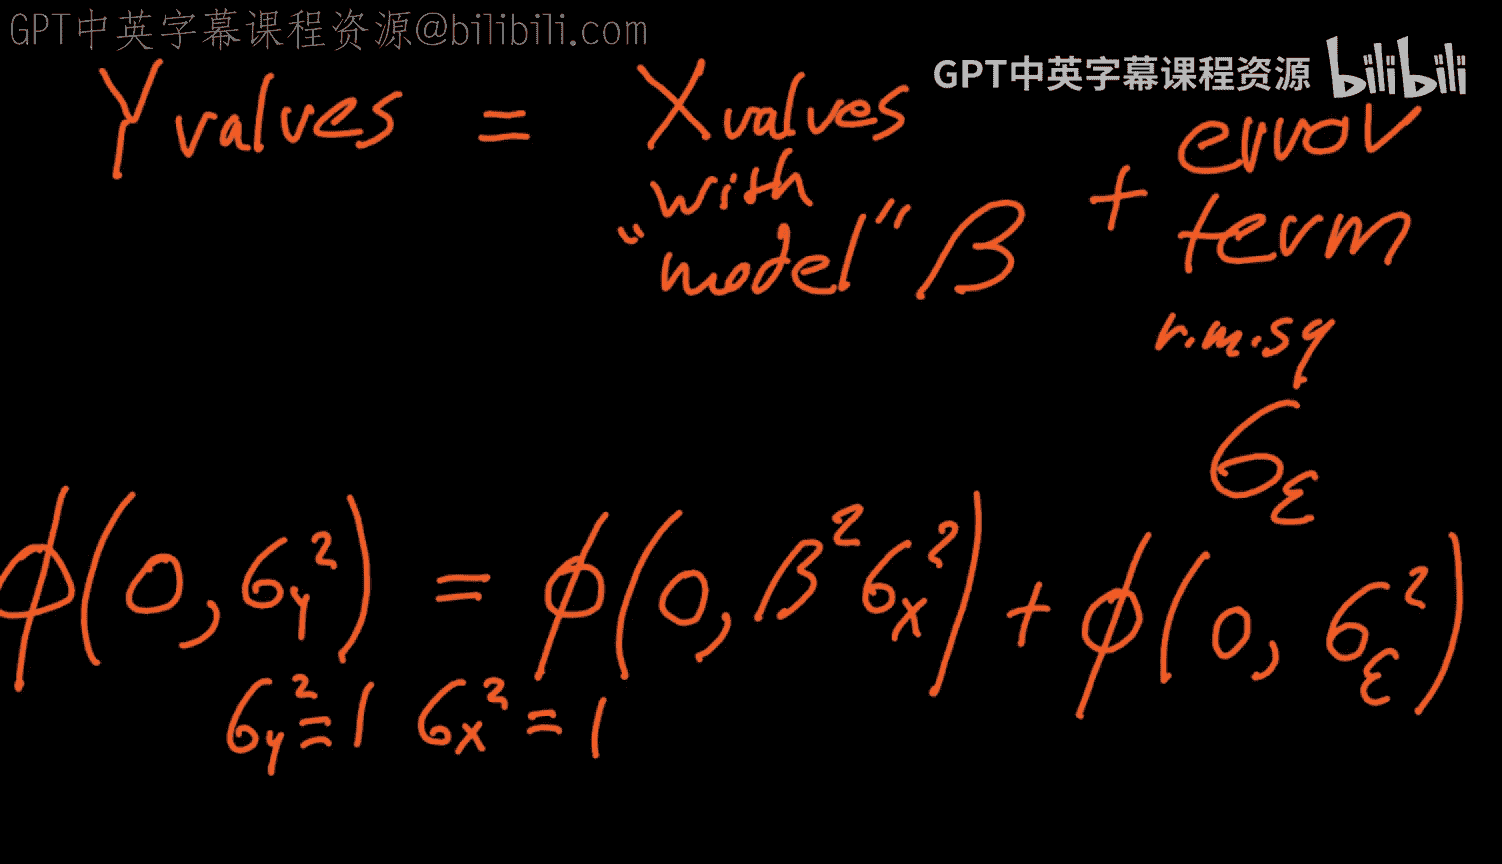 GPT中英字幕课程资源@bilibili.com
GPT中英字幕课程资源 bilibili
Y values = X values + error
with term
"model" β
r.m.sq
σε
ϕ(0, σy²) = ϕ(0, β²σx²) + ϕ(0, σε²)
σy² = 1 σx² = 1